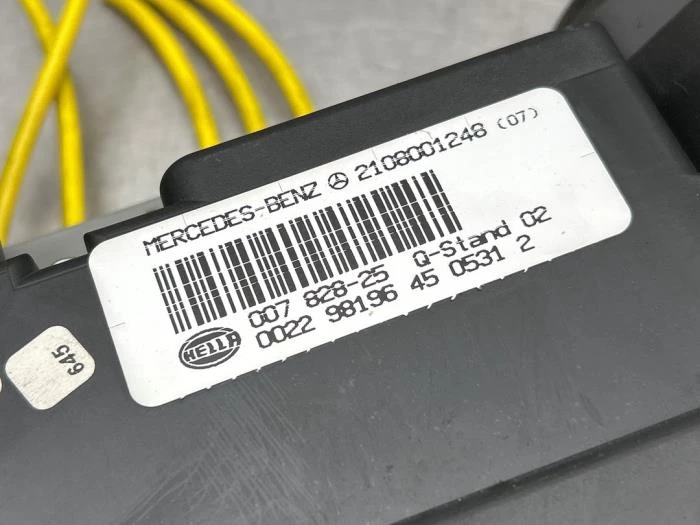 MERCEDES-BENZ 2108001248 (07)
007 828-25 Q-Stand 02
0022 98196 45 0531 2
HELLA
645